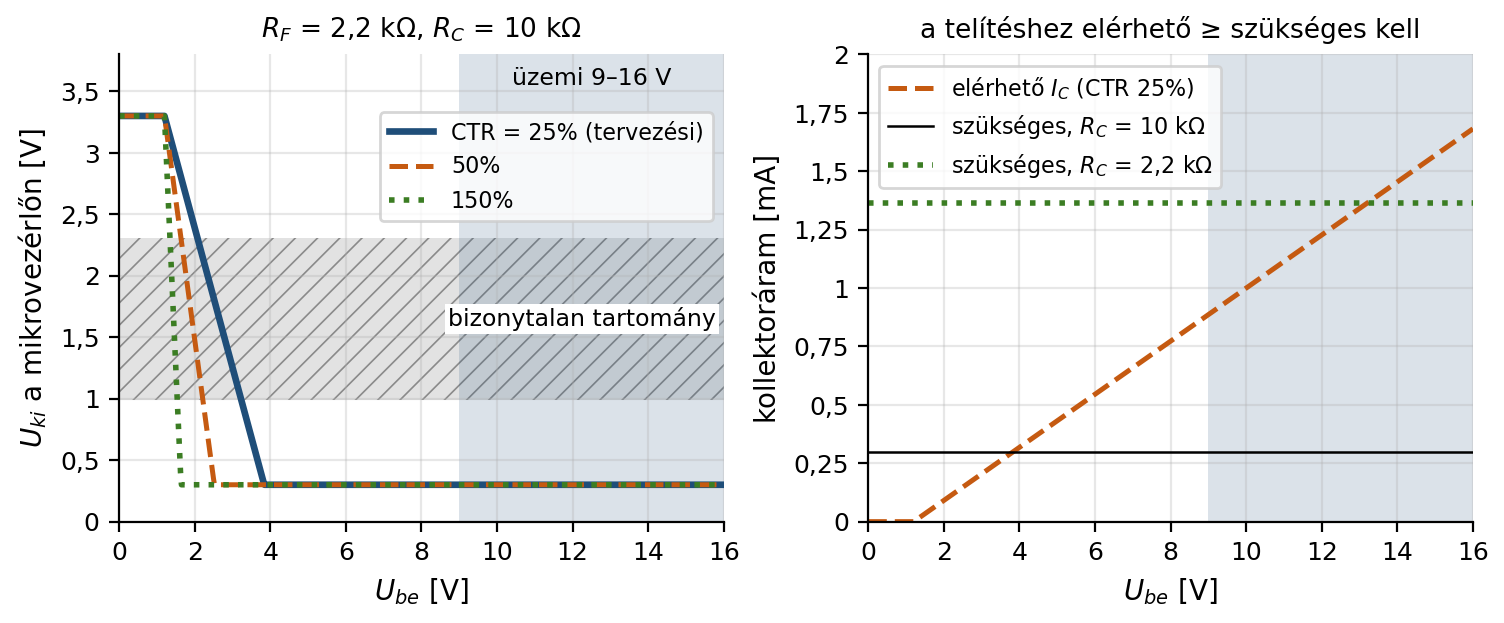 R_F = 2,2 kΩ, R_C = 10 kΩ
üzemi 9–16 V
CTR = 25% (tervezési)
50%
150%
bizonytalan tartomány
U_ki a mikrovezérlőn [V]
3,5
3
2,5
2
1,5
1
0,5
0
0 2 4 6 8 10 12 14 16
U_be [V]
a telítéshez elérhető ≥ szükséges kell
elérhető I_C (CTR 25%)
szükséges, R_C = 10 kΩ
szükséges, R_C = 2,2 kΩ
kollektoráram [mA]
2
1,75
1,5
1,25
1
0,75
0,5
0,25
0
0 2 4 6 8 10 12 14 16
U_be [V]